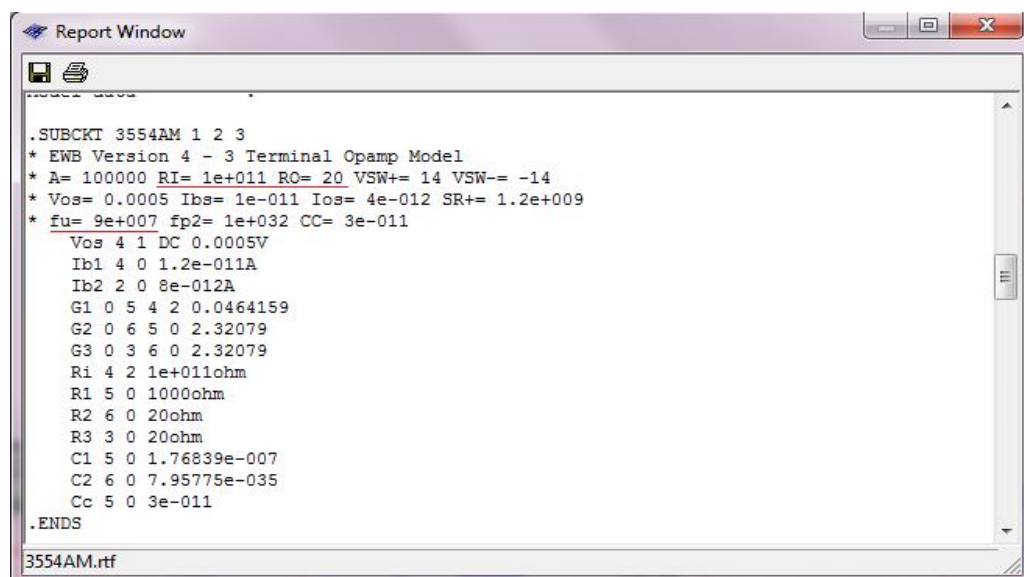 Report Window
.SUBCKT 3554AM 1 2 3
* EWB Version 4 - 3 Terminal Opamp Model
* A= 100000 RI= 1e+011 RO= 20 VSW+= 14 VSW-= -14
* Vos= 0.0005 Ibs= 1e-011 Ios= 4e-012 SR+= 1.2e+009
* fu= 9e+007 fp2= 1e+032 CC= 3e-011
Vos 4 1 DC 0.0005V
Ib1 4 0 1.2e-011A
Ib2 2 0 8e-012A
G1 0 5 4 2 0.0464159
G2 0 6 5 0 2.32079
G3 0 3 6 0 2.32079
Ri 4 2 1e+011ohm
R1 5 0 1000ohm
R2 6 0 20ohm
R3 3 0 20ohm
C1 5 0 1.76839e-007
C2 6 0 7.95775e-035
Cc 5 0 3e-011
.ENDS
3554AM.rtf